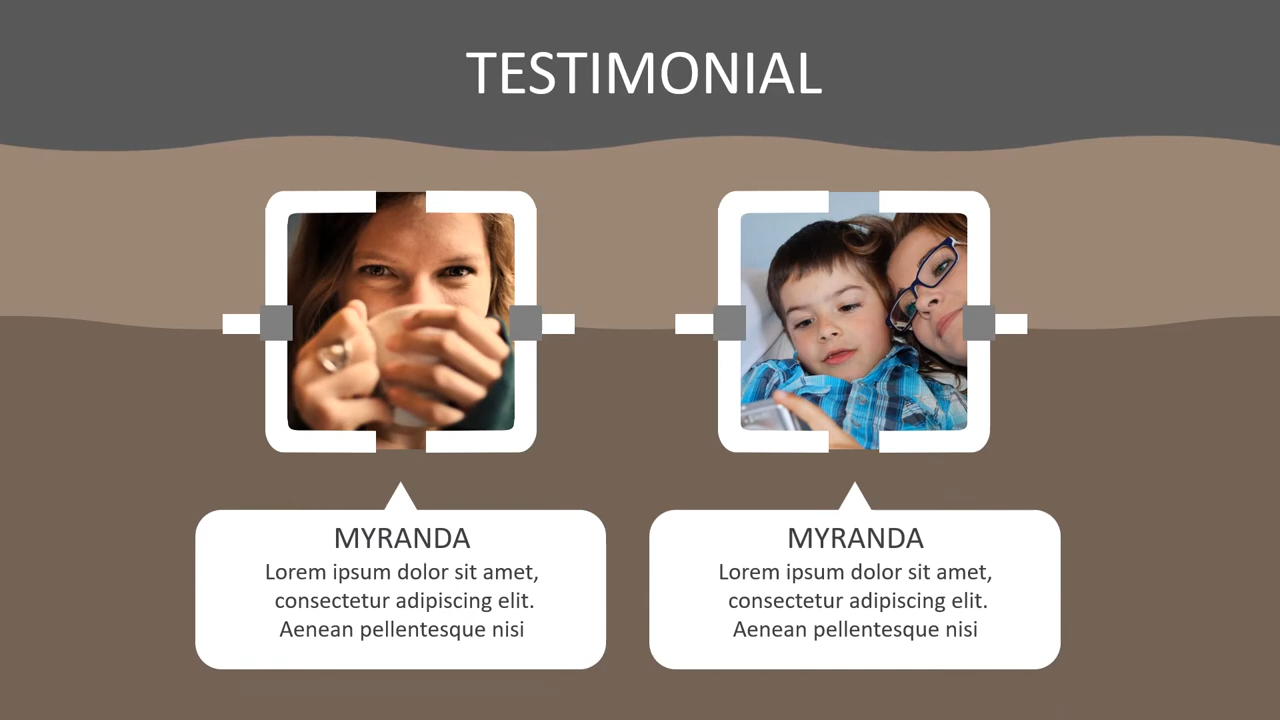 TESTIMONIAL
MYRANDA
Lorem ipsum dolor sit amet,
consectetur adipiscing elit.
Aenean pellentesque nisi
MYRANDA
Lorem ipsum dolor sit amet,
consectetur adipiscing elit.
Aenean pellentesque nisi